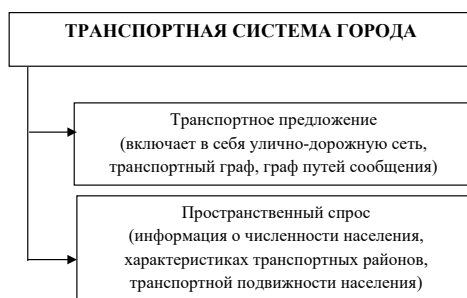 ТРАНСПОРТНАЯ СИСТЕМА ГОРОДА
Транспортное предложение
(включает в себя улично-дорожную сеть,
транспортный граф, граф путей сообщения)
Пространственный спрос
(информация о численности населения,
характеристиках транспортных районов,
транспортной подвижности населения)